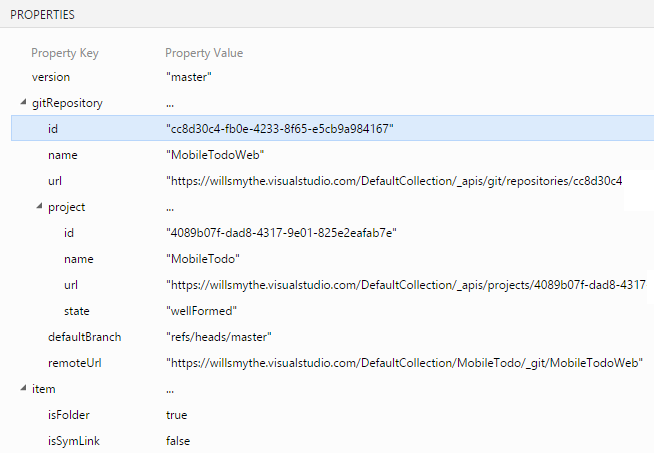 PROPERTIES
Property Key Property Value
version "master"
gitRepository ...
id "cc8d30c4-fb0e-4233-8f65-e5cb9a984167"
name "MobileTodoWeb"
url "https://willsmythe.visualstudio.com/DefaultCollection/_apis/git/repositories/cc8d30c4
project ...
id "4089b07f-dad8-4317-9e01-825e2eafab7e"
name "MobileTodo"
url "https://willsmythe.visualstudio.com/DefaultCollection/_apis/projects/4089b07f-dad8-4317
state "wellFormed"
defaultBranch "refs/heads/master"
remoteUrl "https://willsmythe.visualstudio.com/DefaultCollection/MobileTodo/_git/MobileTodoWeb"
item ...
isFolder true
isSymLink false